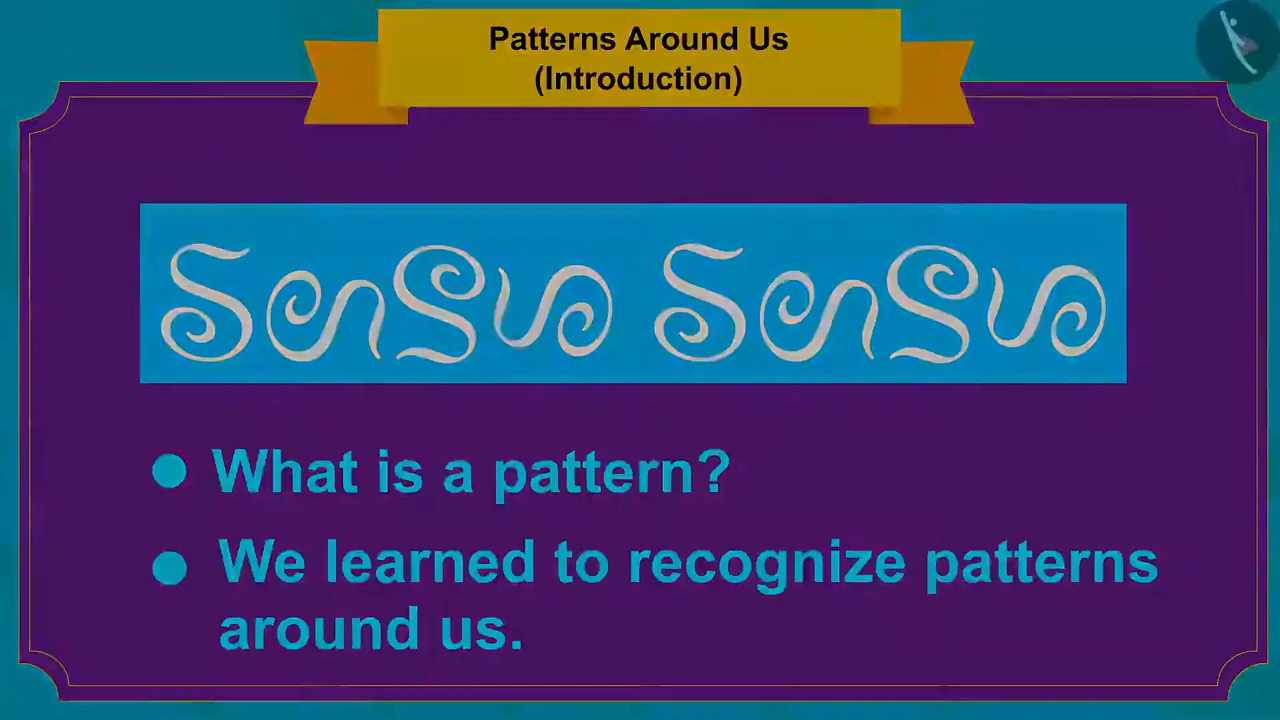 Patterns Around Us
(Introduction)
What is a pattern?
We learned to recognize patterns
around us.